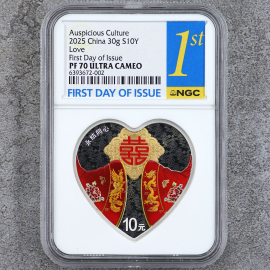 Auspicious Culture
2025 China 30g S10Y
Love
First Day of Issue
PF 70 ULTRA CAMEO
6393672-002
1st
FIRST DAY OF ISSUE
NGC
永结同心
囍
10元